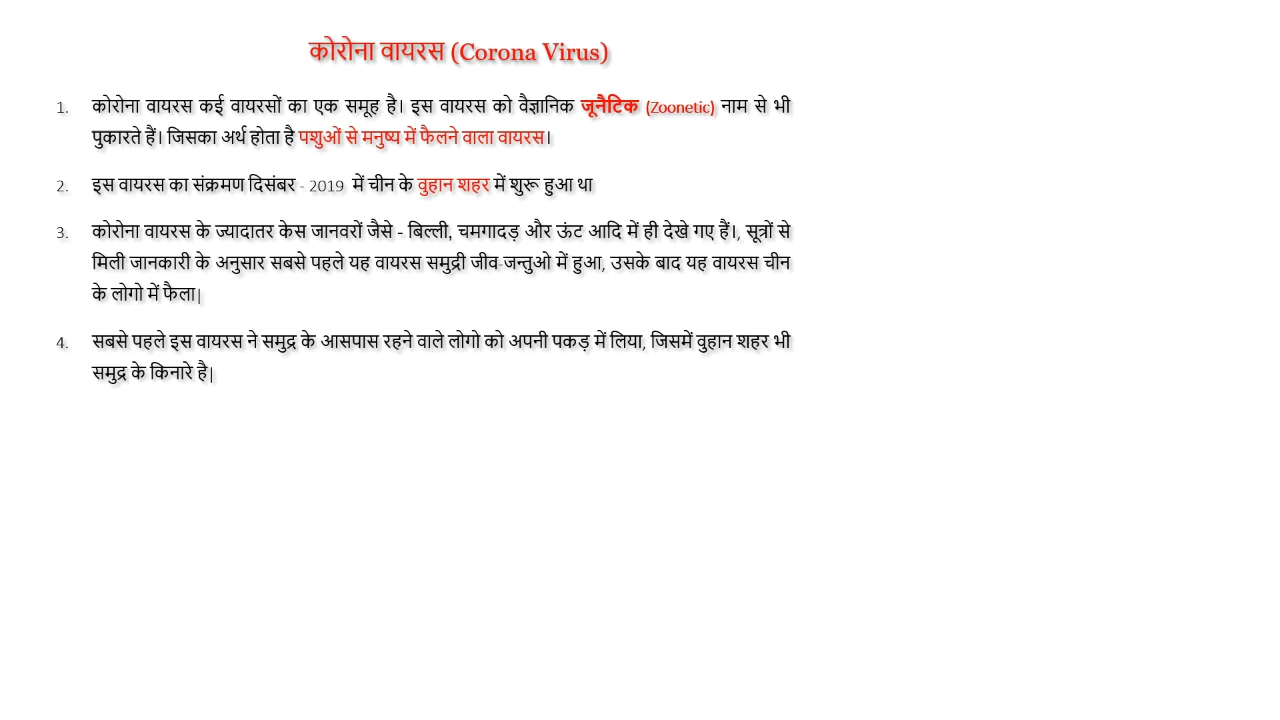 कोरोना वायरस (Corona Virus)
1. कोरोना वायरस कई वायरसों का एक समूह है। इस वायरस को वैज्ञानिक जूनैटिक (Zoonetic) नाम से भी
पुकारते हैं। जिसका अर्थ होता है पशुओं से मनुष्य में फैलने वाला वायरस।
2. इस वायरस का संक्रमण दिसंबर - 2019 में चीन के वुहान शहर में शुरू हुआ था
3. कोरोना वायरस के ज्यादातर केस जानवरों जैसे - बिल्ली, चमगादड़ और ऊंट आदि में ही देखे गए हैं।, सूत्रों से
मिली जानकारी के अनुसार सबसे पहले यह वायरस समुद्री जीव-जन्तुओ में हुआ, उसके बाद यह वायरस चीन
के लोगो में फैला|
4. सबसे पहले इस वायरस ने समुद्र के आसपास रहने वाले लोगो को अपनी पकड़ में लिया, जिसमें वुहान शहर भी
समुद्र के किनारे है|